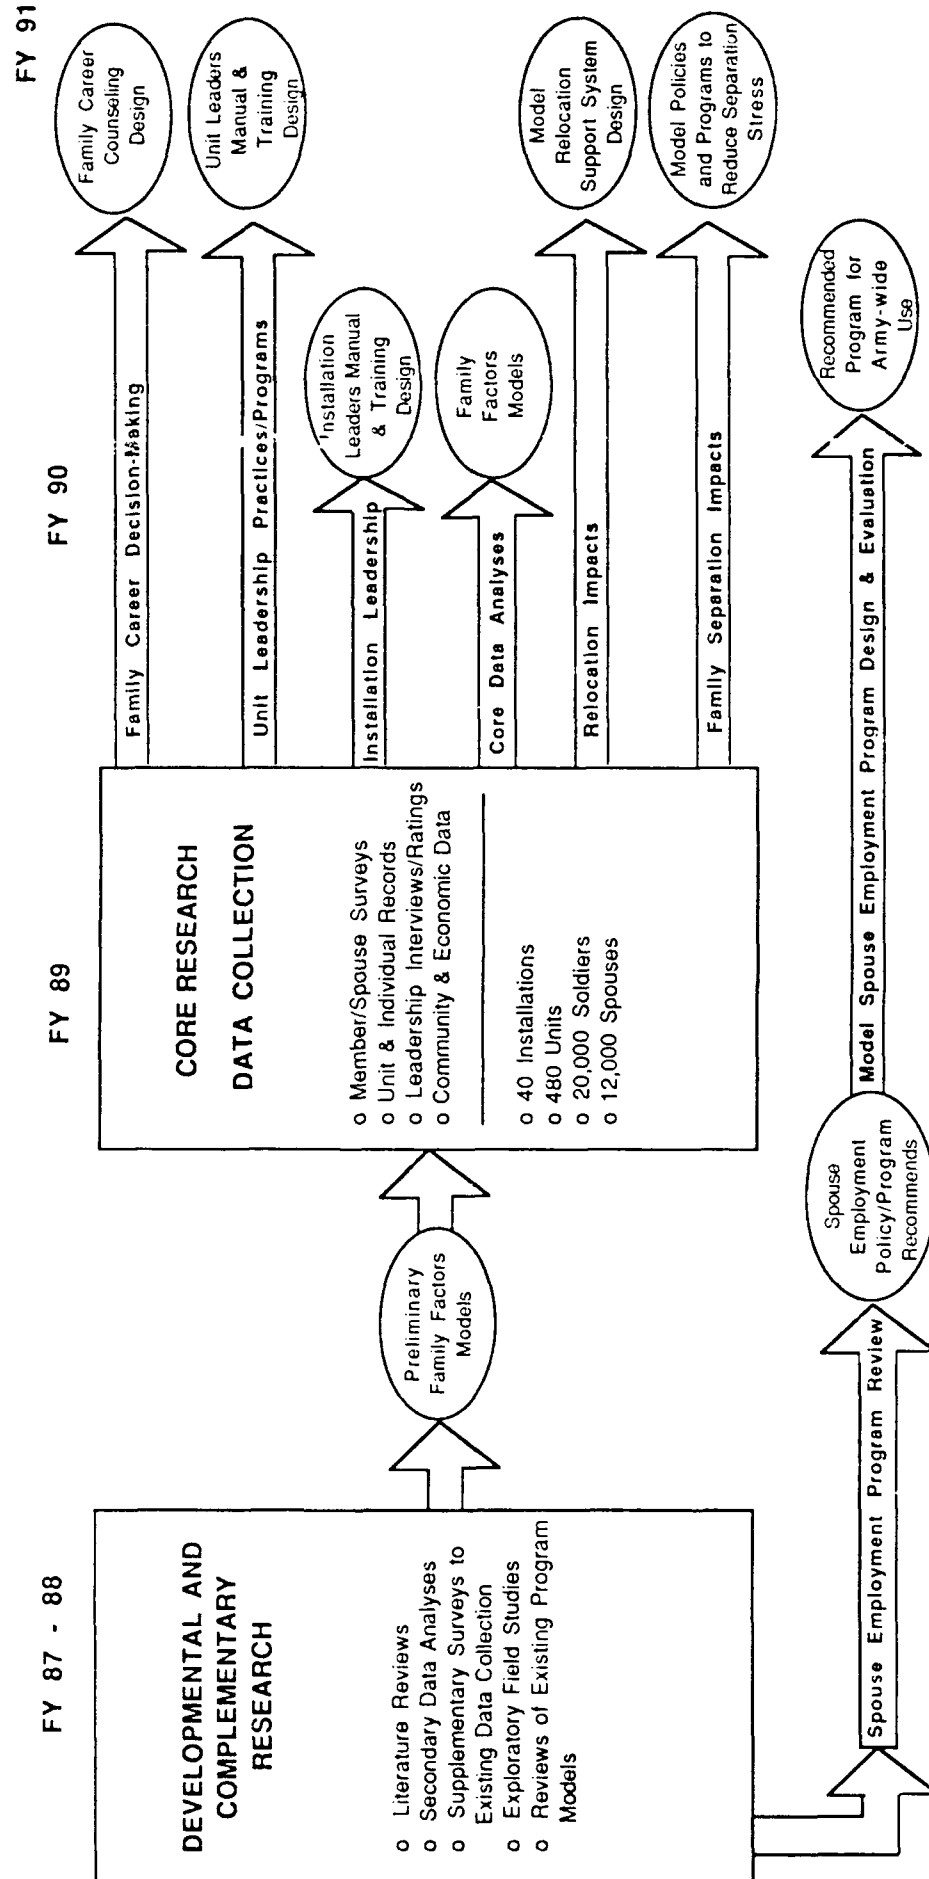 FY 87 - 88
FY 89
FY 90
FY 91
DEVELOPMENTAL AND
COMPLEMENTARY
RESEARCH
o Literature Reviews
o Secondary Data Analyses
o Supplementary Surveys to
Existing Data Collection
o Exploratory Field Studies
o Reviews of Existing Program
Models
Preliminary
Family Factors
Models
CORE RESEARCH
DATA COLLECTION
o Member/Spouse Surveys
o Unit & Individual Records
o Leadership Interviews/Ratings
o Community & Economic Data
o 40 Installations
o 480 Units
o 20,000 Soldiers
o 12,000 Spouses
Family Career Decision-Making
Family Career
Counseling
Design
Unit Leadership Practices/Programs
Unit Leaders
Manual &
Training
Design
Installation Leadership
Installation
Leaders Manual
& Training
Design
Core Data Analyses
Family
Factors
Models
Relocation Impacts
Model
Relocation
Support System
Design
Family Separation Impacts
Model Policies
and Programs to
Reduce Separation
Stress
Spouse Employment Program Review
Spouse
Employment
Policy/Program
Recommends
Model Spouse Employment Program Design & Evaluation
Recommended
Program for
Army-wide
Use